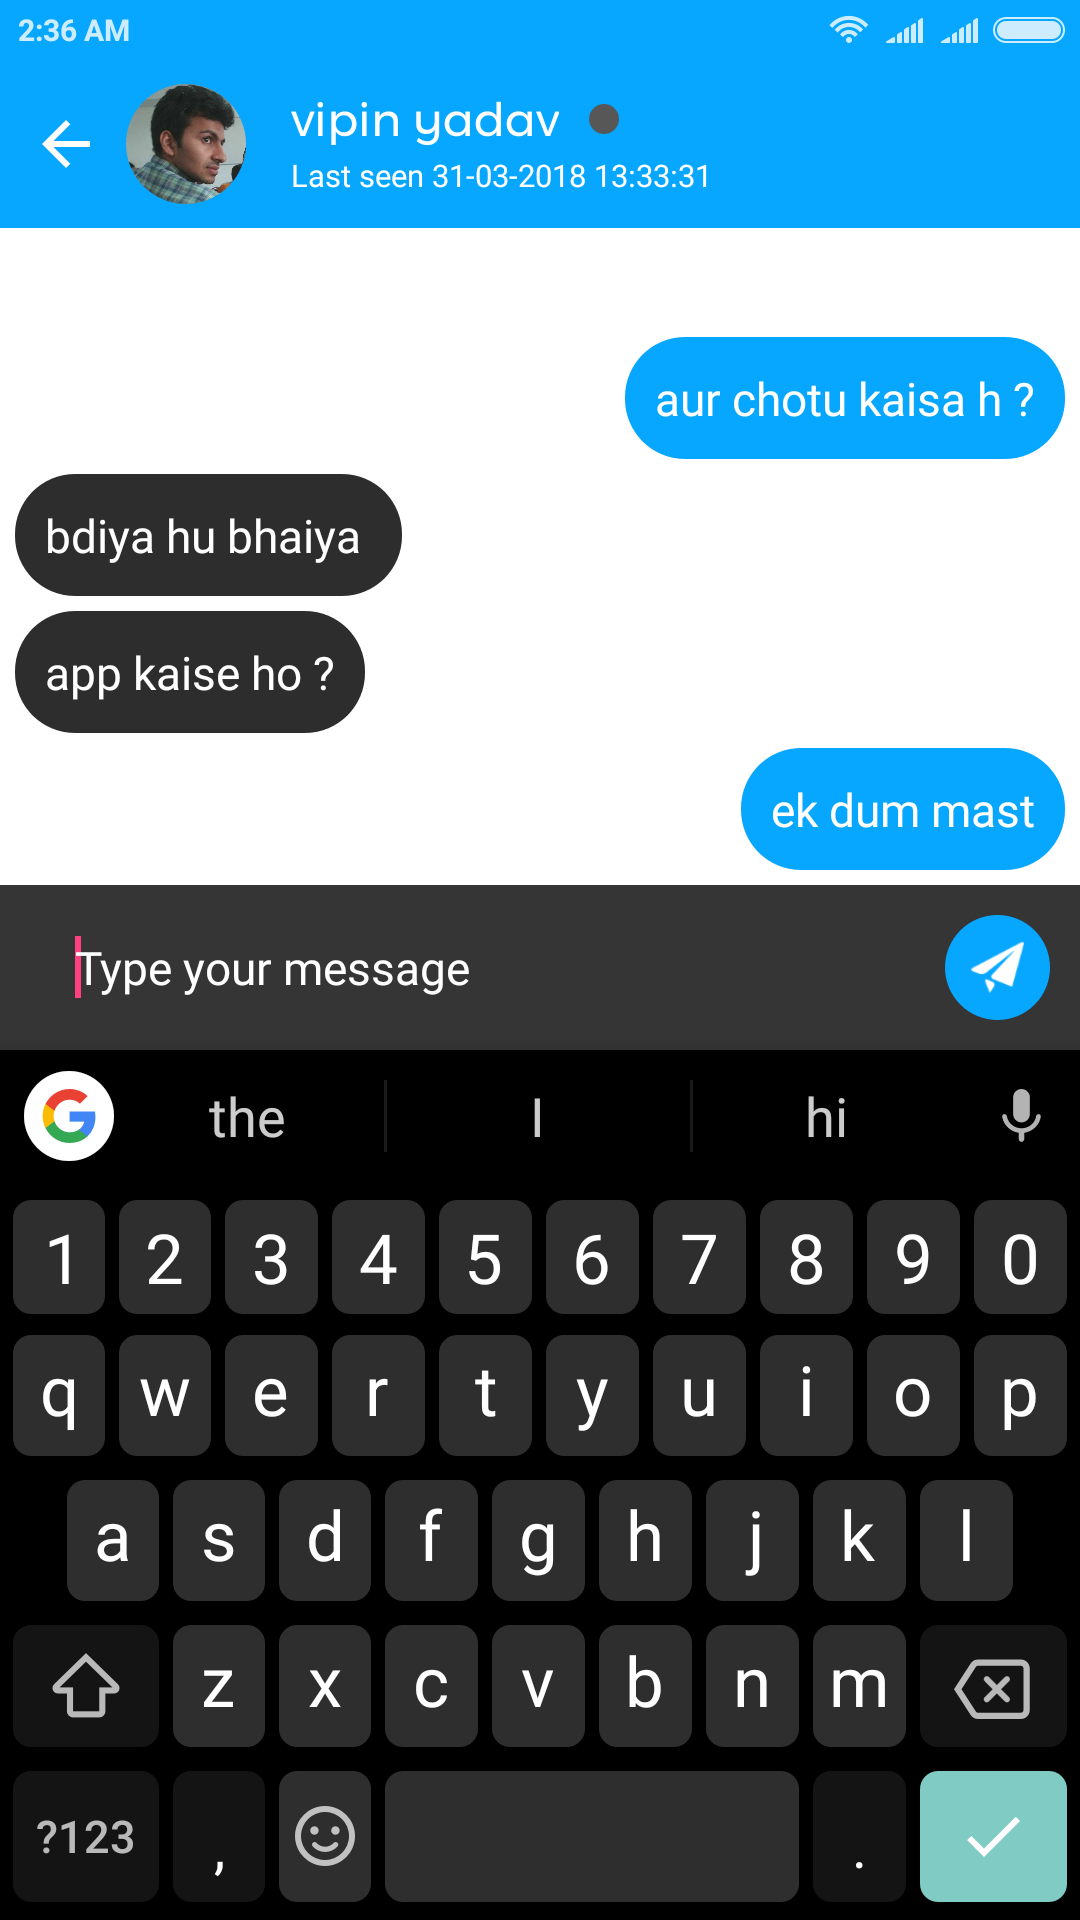 2:36 AM
vipin yadav
Last seen 31-03-2018 13:33:31
aur chotu kaisa h ?
bdiya hu bhaiya
app kaise ho ?
ek dum mast
Type your message
the I hi
1 2 3 4 5 6 7 8 9 0
q w e r t y u i o p
a s d f g h j k l
z x c v b n m
?123 , .